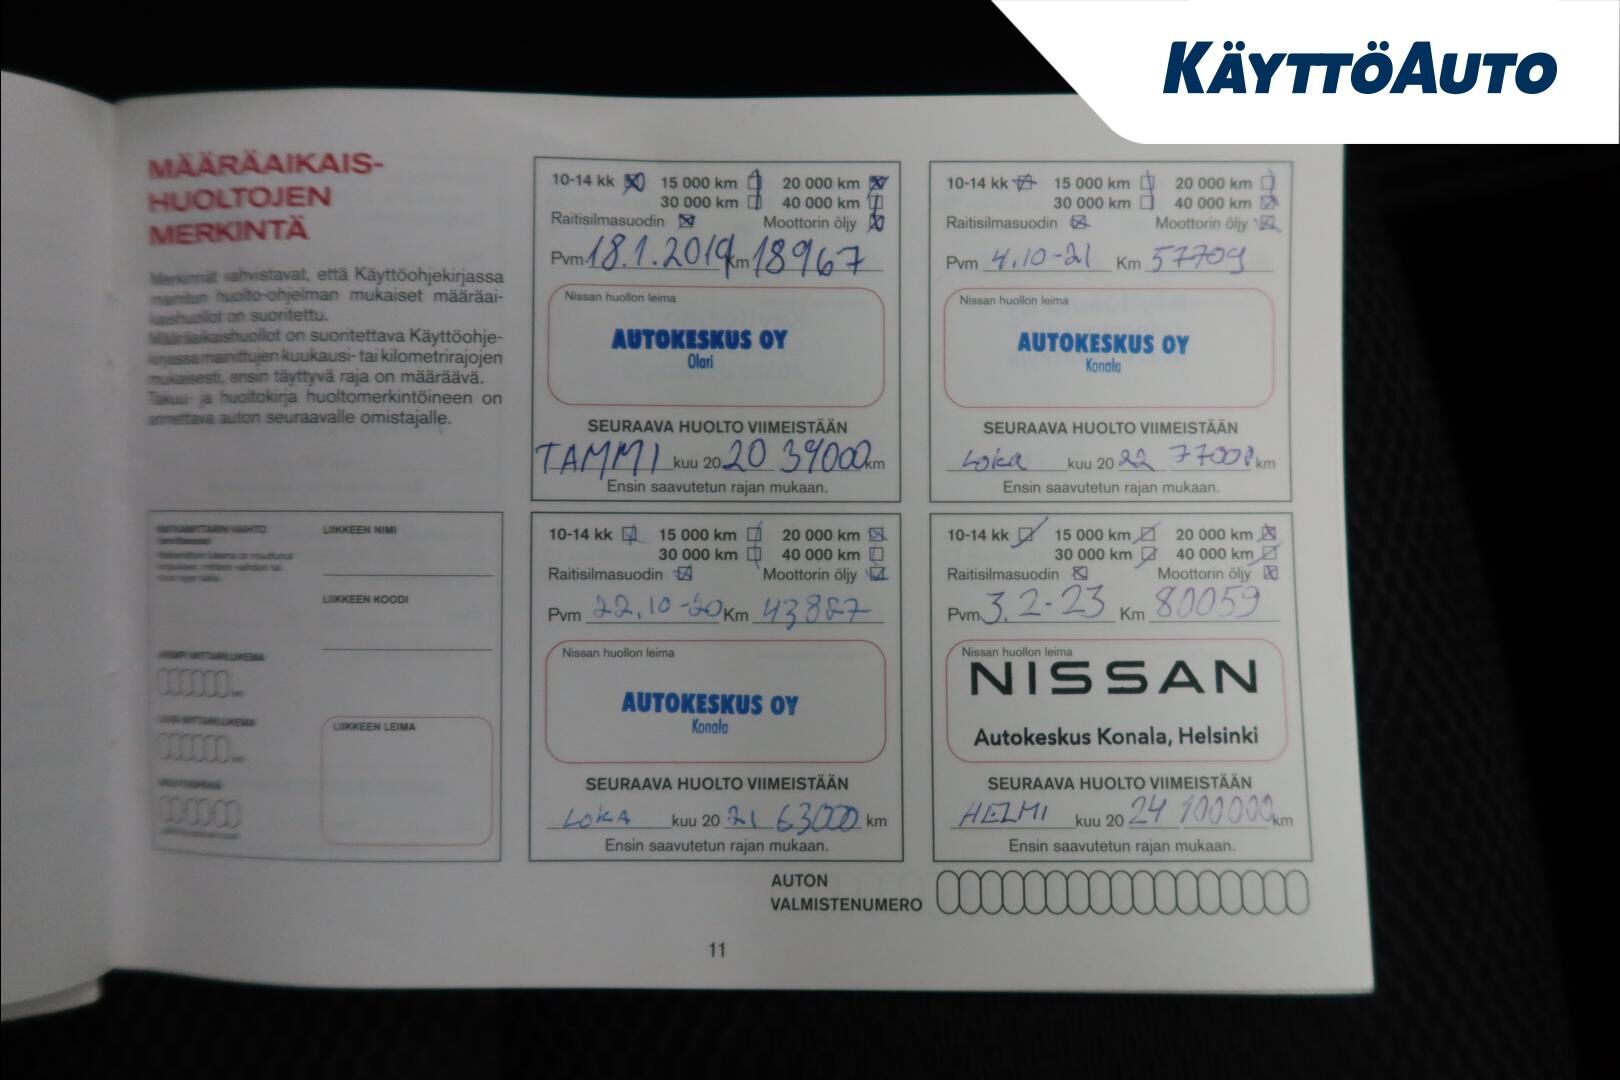 KÄYTTÖAUTO
MÄÄRÄAIKAIS-
HUOLTOJEN
MERKINTÄ
Merkinnät vahvistavat, että Käyttöohjekirjassa
mainitun huolto-ohjelman mukaiset määräai-
kaishuollot on suoritettu.
Määräaikaishuollot on suoritettava Käyttöohje-
kirjassa mainittujen kuukausi- tai kilometrirajojen
mukaisesti, ensin täyttyvä raja on määräävä.
Takuu- ja huoltokirja huoltomerkintöineen on
annettava auton seuraavalle omistajalle.
MATKAMITTARIN VAIHTO
LIIKKEEN NIMI
LIIKKEEN KOODI
UUSI MITTARILUKEMA
LIIKKEEN LEIMA
10-14 kk 15 000 km 20 000 km
30 000 km 40 000 km
Raitisilmasuodin Moottorin öljy
Pvm 18.1.2019 Km 18967
Nissan huollon leima
AUTOKESKUS OY
Olari
SEURAAVA HUOLTO VIIMEISTÄÄN
TAMMI kuu 20 20 39000 km
Ensin saavutetun rajan mukaan.
10-14 kk 15 000 km 20 000 km
30 000 km 40 000 km
Raitisilmasuodin Moottorin öljy
Pvm 4.10-21 Km 57709
Nissan huollon leima
AUTOKESKUS OY
Konala
SEURAAVA HUOLTO VIIMEISTÄÄN
LOKA kuu 20 22 77000 km
Ensin saavutetun rajan mukaan.
10-14 kk 15 000 km 20 000 km
30 000 km 40 000 km
Raitisilmasuodin Moottorin öljy
Pvm 22.10-20 Km 43827
Nissan huollon leima
AUTOKESKUS OY
Konala
SEURAAVA HUOLTO VIIMEISTÄÄN
LOKA kuu 20 21 63000 km
Ensin saavutetun rajan mukaan.
10-14 kk 15 000 km 20 000 km
30 000 km 40 000 km
Raitisilmasuodin Moottorin öljy
Pvm 3.2-23 Km 80059
Nissan huollon leima
NISSAN
Autokeskus Konala, Helsinki
SEURAAVA HUOLTO VIIMEISTÄÄN
HELMI kuu 20 24 100000 km
Ensin saavutetun rajan mukaan.
AUTON
VALMISTENUMERO
11